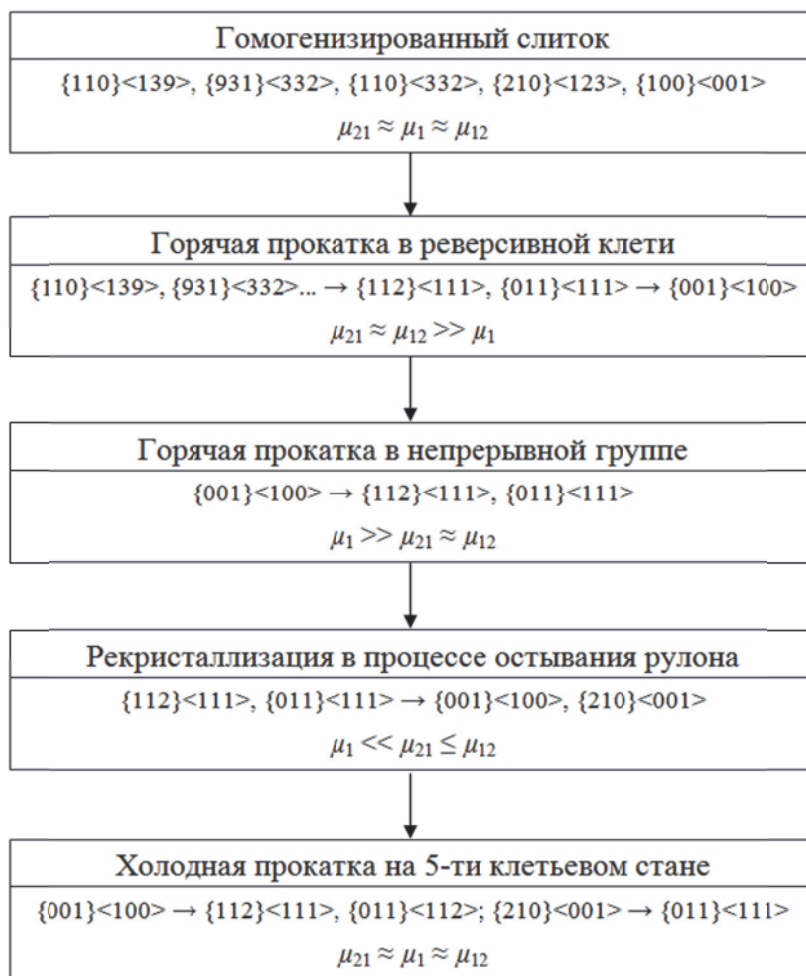 Гомогенизированный слиток
{110}<139>, {931}<332>, {110}<332>, {210}<123>, {100}<001>
μ₂₁ ≈ μ₁ ≈ μ₁₂
Горячая прокатка в реверсивной клети
{110}<139>, {931}<332>... → {112}<111>, {011}<111> → {001}<100>
μ₂₁ ≈ μ₁₂ >> μ₁
Горячая прокатка в непрерывной группе
{001}<100> → {112}<111>, {011}<111>
μ₁ >> μ₂₁ ≈ μ₁₂
Рекристаллизация в процессе остывания рулона
{112}<111>, {011}<111> → {001}<100>, {210}<001>
μ₁ << μ₂₁ ≤ μ₁₂
Холодная прокатка на 5-ти клетьевом стане
{001}<100> → {112}<111>, {011}<112>; {210}<001> → {011}<111>
μ₂₁ ≈ μ₁ ≈ μ₁₂